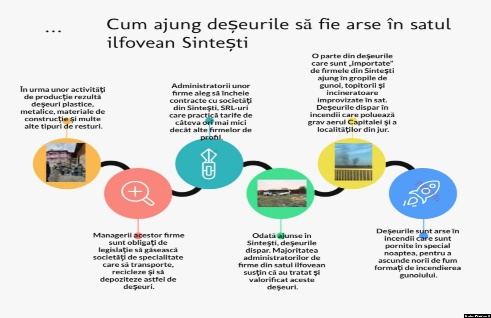 ...
Cum ajung deșeurile să fie arse în satul
ilfovean Sintești
În urma unor activități
de producție rezultă
deșeuri plastice,
metalice, materiale de
construcție și multe
alte tipuri de resturi.
Managerii acestor firme
sunt obligați de
legislație să găsească
societăți de specialitate
care să transporte,
recicleze și să
depoziteze astfel de
deșeuri.
Administratorii unor
firme aleg să încheie
contracte cu societăți
din Sintești, SRL-uri
care practică tarife de
câteva ori mai mici
decât alte firmelor de
profil.
Odată ajunse în
Sintești, deșeurile
dispar. Majoritatea
administratorilor de
firme din satul ilfovean
susțin că au tratat și
valorificat aceste
deșeuri.
O parte din deșeurile
care sunt „importate”
de firmele din Sintești
ajung în gropile de
gunoi, topitorii și
incineratoare
improvizate în sat.
Deșeurile dispar în
incendii care poluează
grav aerul Capitalei și a
localităților din jur.
Deșeurile sunt arse în
incendii care sunt
pornite în special
noaptea, pentru a
ascunde norii de fum
formați de incendierea
gunoiului.